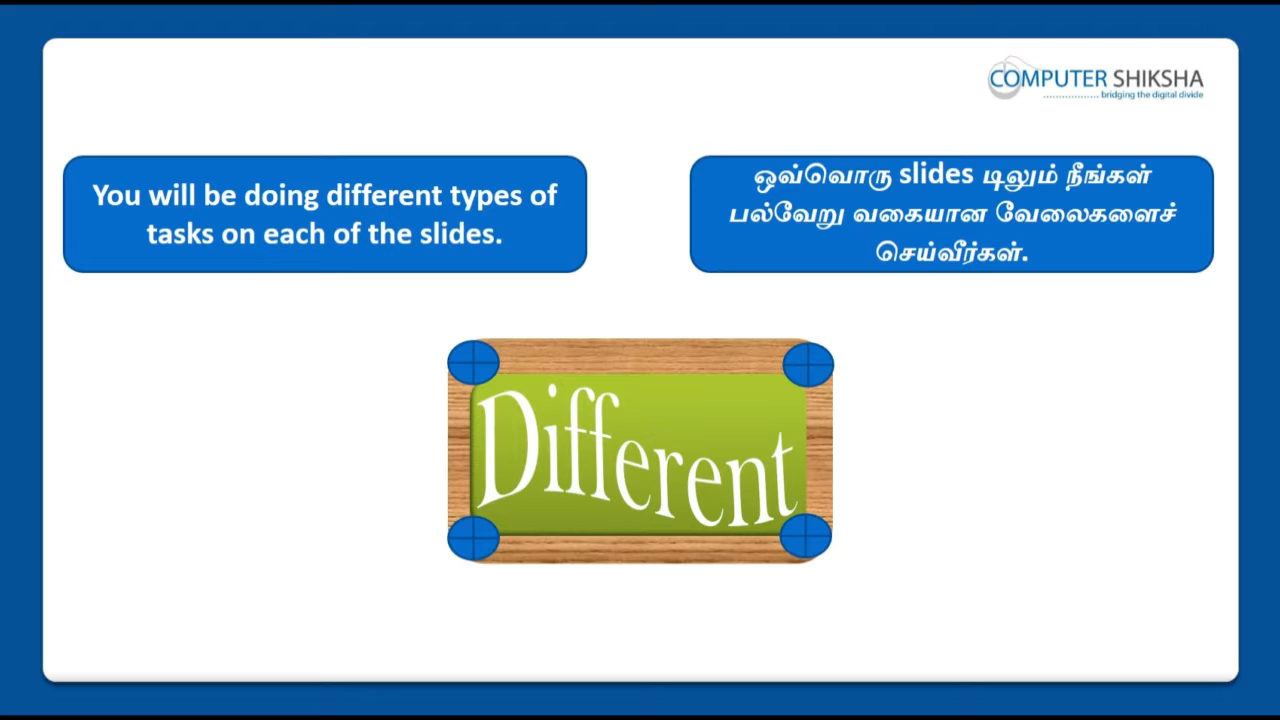 COMPUTER SHIKSHA
bridging the digital divide
You will be doing different types of
tasks on each of the slides.
ஒவ்வொரு slides டிலும் நீங்கள்
பல்வேறு வகையான வேலைகளைச்
செய்வீர்கள்.
Different